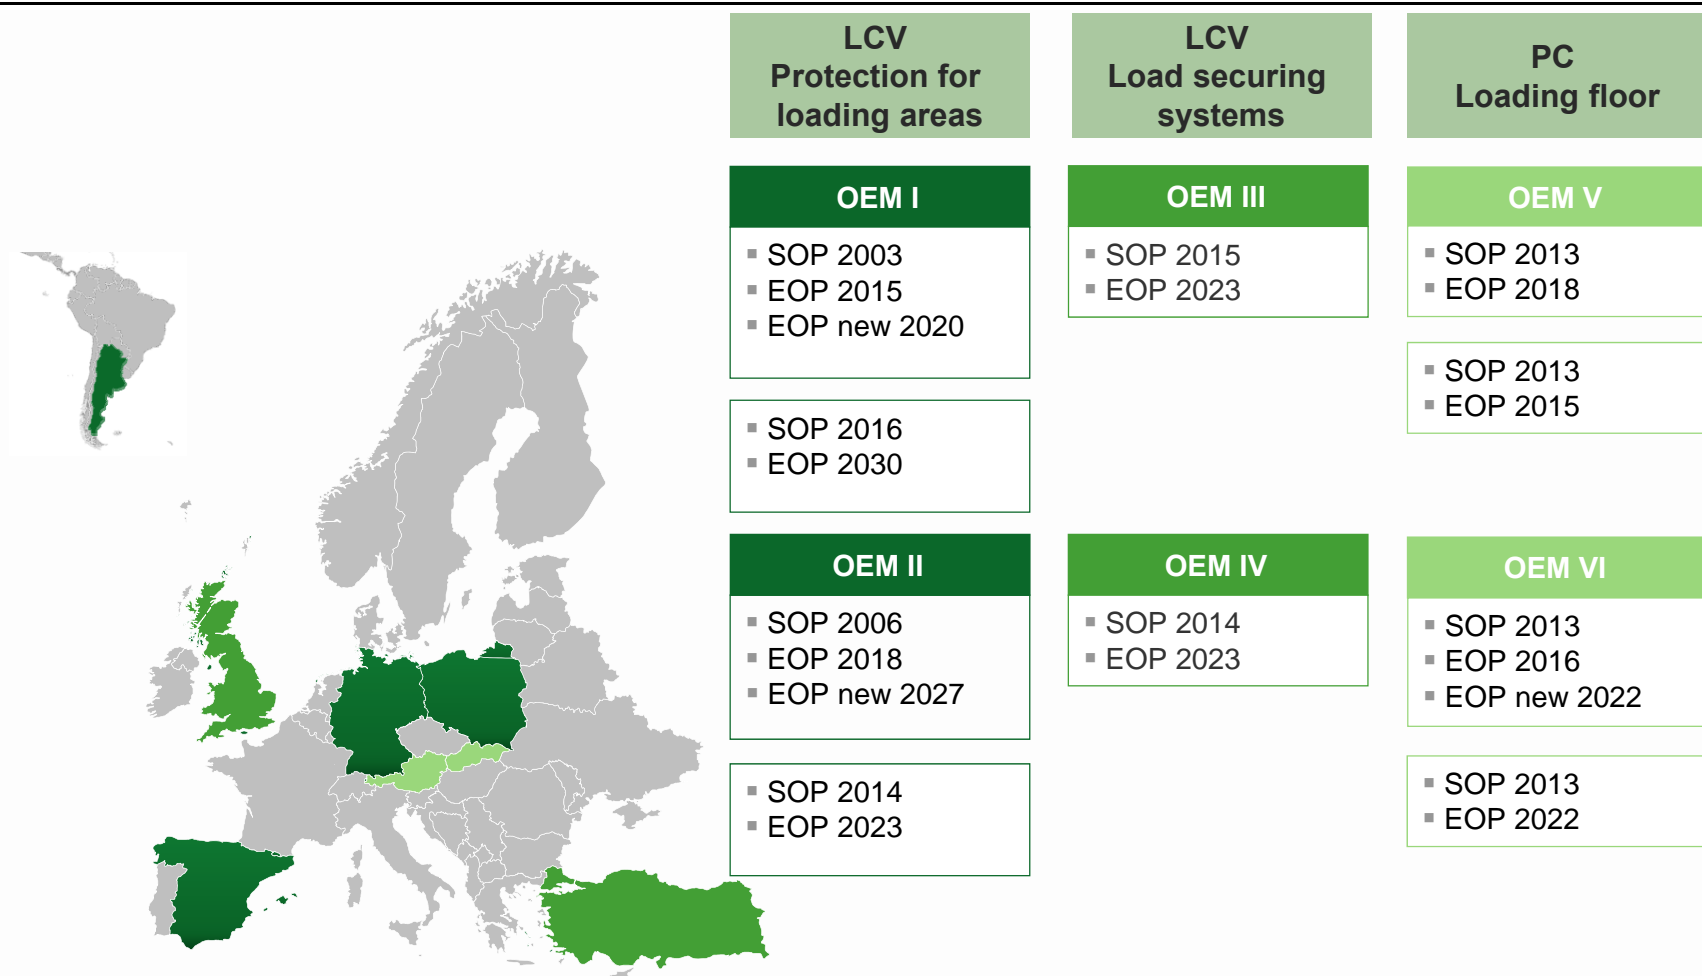 LCV
Protection for
loading areas
OEM I
▪ SOP 2003
▪ EOP 2015
▪ EOP new 2020
▪ SOP 2016
▪ EOP 2030
OEM II
▪ SOP 2006
▪ EOP 2018
▪ EOP new 2027
▪ SOP 2014
▪ EOP 2023
LCV
Load securing
systems
OEM III
▪ SOP 2015
▪ EOP 2023
OEM IV
▪ SOP 2014
▪ EOP 2023
PC
Loading floor
OEM V
▪ SOP 2013
▪ EOP 2018
▪ SOP 2013
▪ EOP 2015
OEM VI
▪ SOP 2013
▪ EOP 2016
▪ EOP new 2022
▪ SOP 2013
▪ EOP 2022